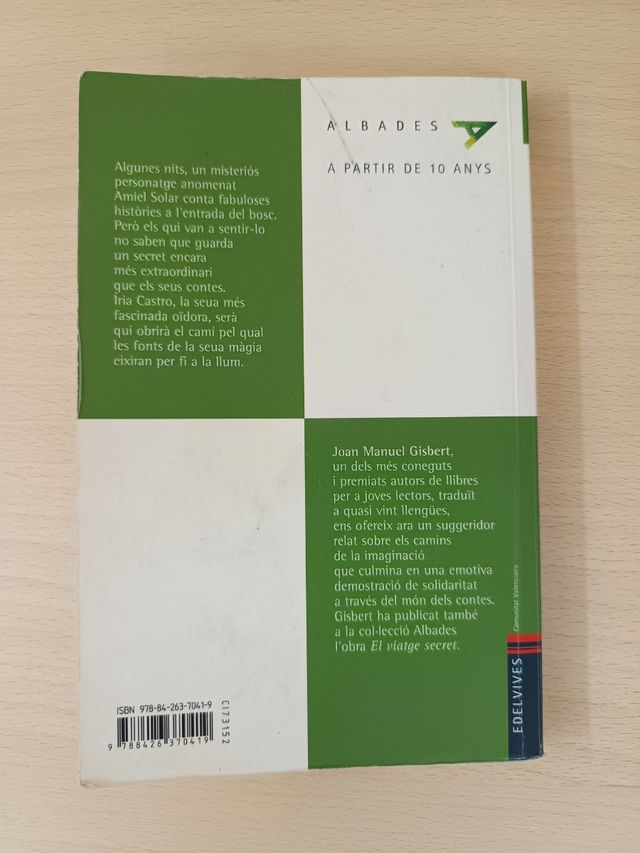 ALBADES
A PARTIR DE 10 ANYS
Algunes nits, un misteriós
personatge anomenat
Amiel Solar conta fabuloses
històries a l'entrada del bosc.
Però els qui van a sentir-lo
no saben que guarda
un secret encara
més extraordinari
que els seus contes.
Íria Castro, la seua més
fascinada oïdora, serà
qui obrirà el camí pel qual
les fonts de la seua màgia
eixiran per fi a la llum.
Joan Manuel Gisbert,
un dels més coneguts
i premiats autors de llibres
per a joves lectors, traduït
a quasi vint llengües,
ens ofereix ara un suggeridor
relat sobre els camins
de la imaginació
que culmina en una emotiva
demostració de solidaritat
a través del món dels contes.
Gisbert ha publicat també
a la col·lecció Albades
l'obra El viatge secret.
Comunitat Valenciana
EDELVIVES
ISBN 978-84-263-7041-9
9 788426 370419
CI73152